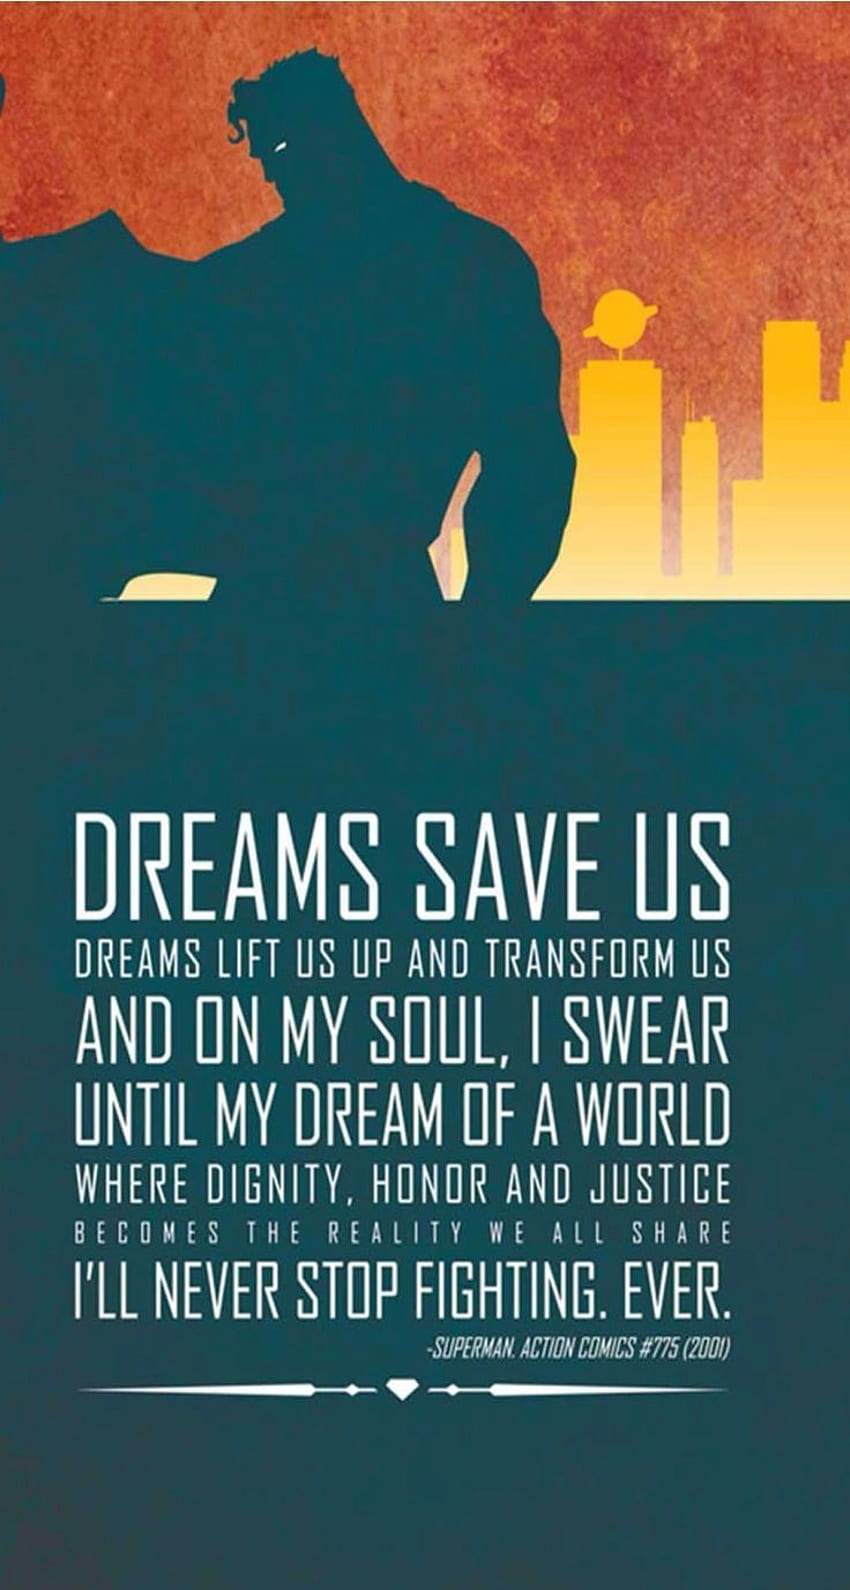 DREAMS SAVE US
DREAMS LIFT US UP AND TRANSFORM US
AND ON MY SOUL, I SWEAR
UNTIL MY DREAM OF A WORLD
WHERE DIGNITY, HONOR AND JUSTICE
BECOMES THE REALITY WE ALL SHARE
I'LL NEVER STOP FIGHTING. EVER.
-SUPERMAN. ACTION COMICS #775 (2001)